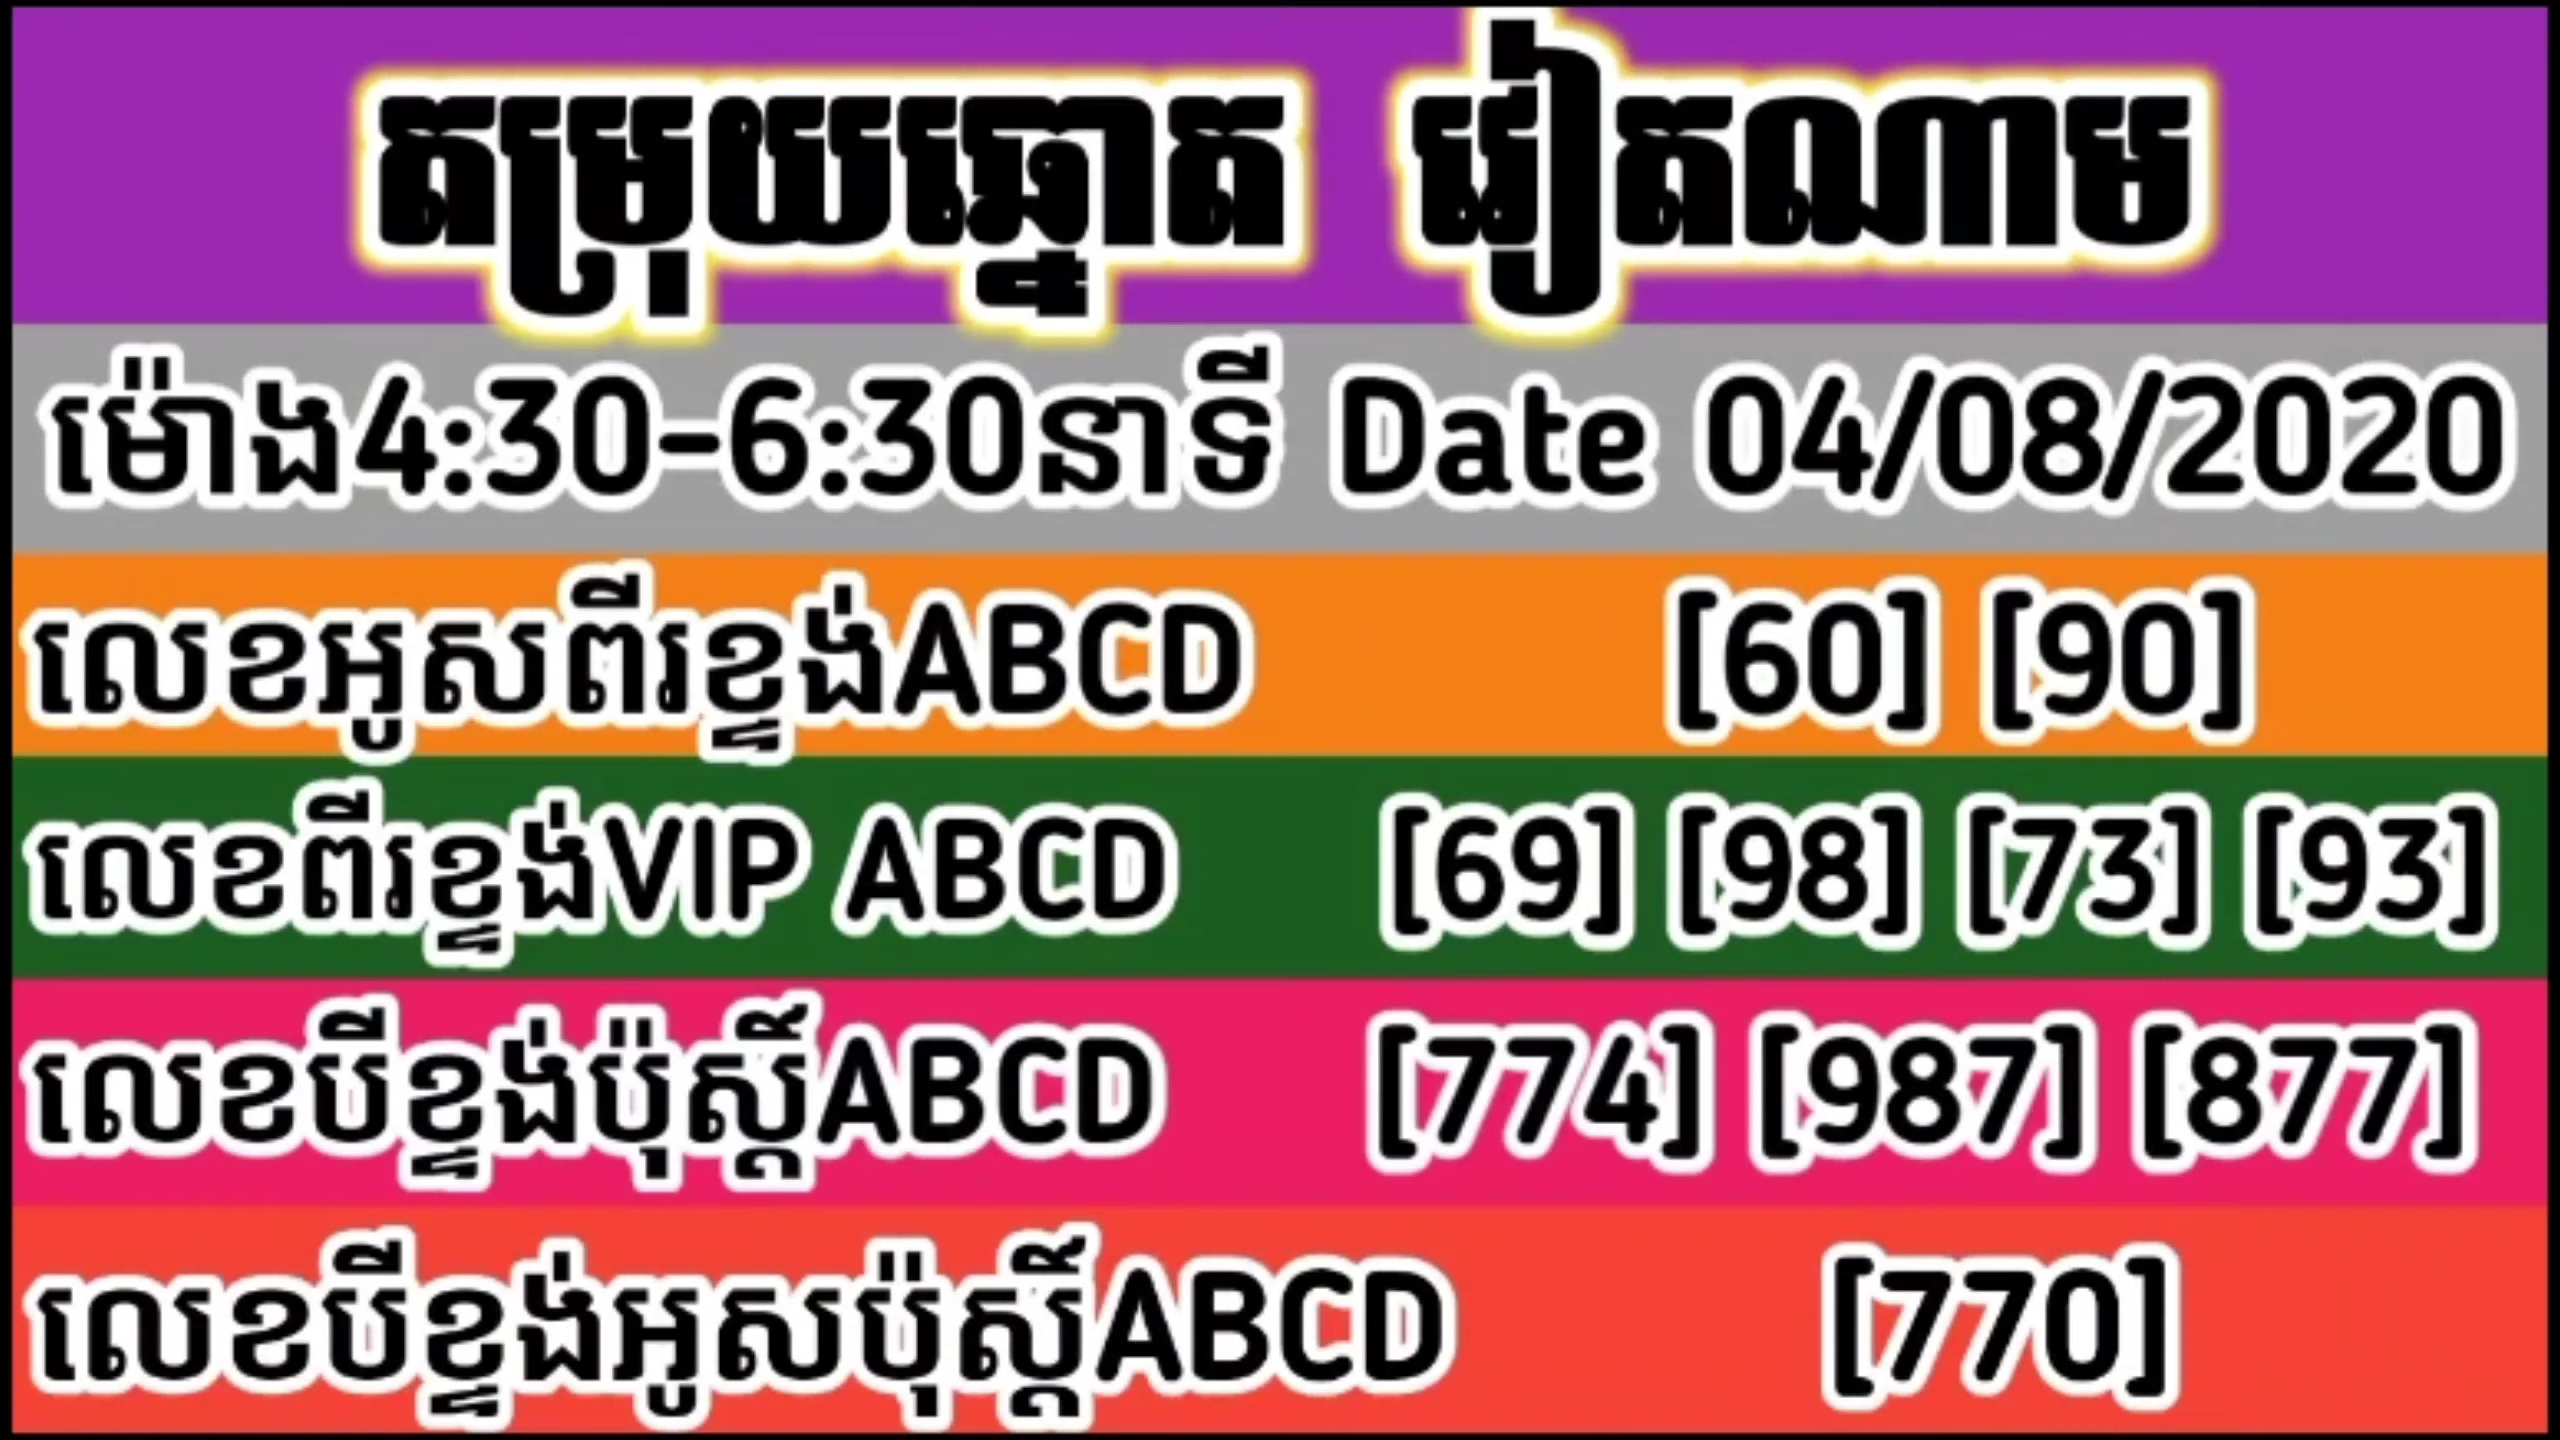 តម្រុយឆ្នោត វៀតណាម
ម៉ោង4:30-6:30នាទី Date 04/08/2020
លេខអូសពីរខ្ទង់ABCD [60] [90]
លេខពីរខ្ទង់VIP ABCD [69] [98] [73] [93]
លេខបីខ្ទង់ប៉ុស្តិ៍ABCD [774] [987] [877]
លេខបីខ្ទង់អូសប៉ុស្តិ៍ABCD [770]